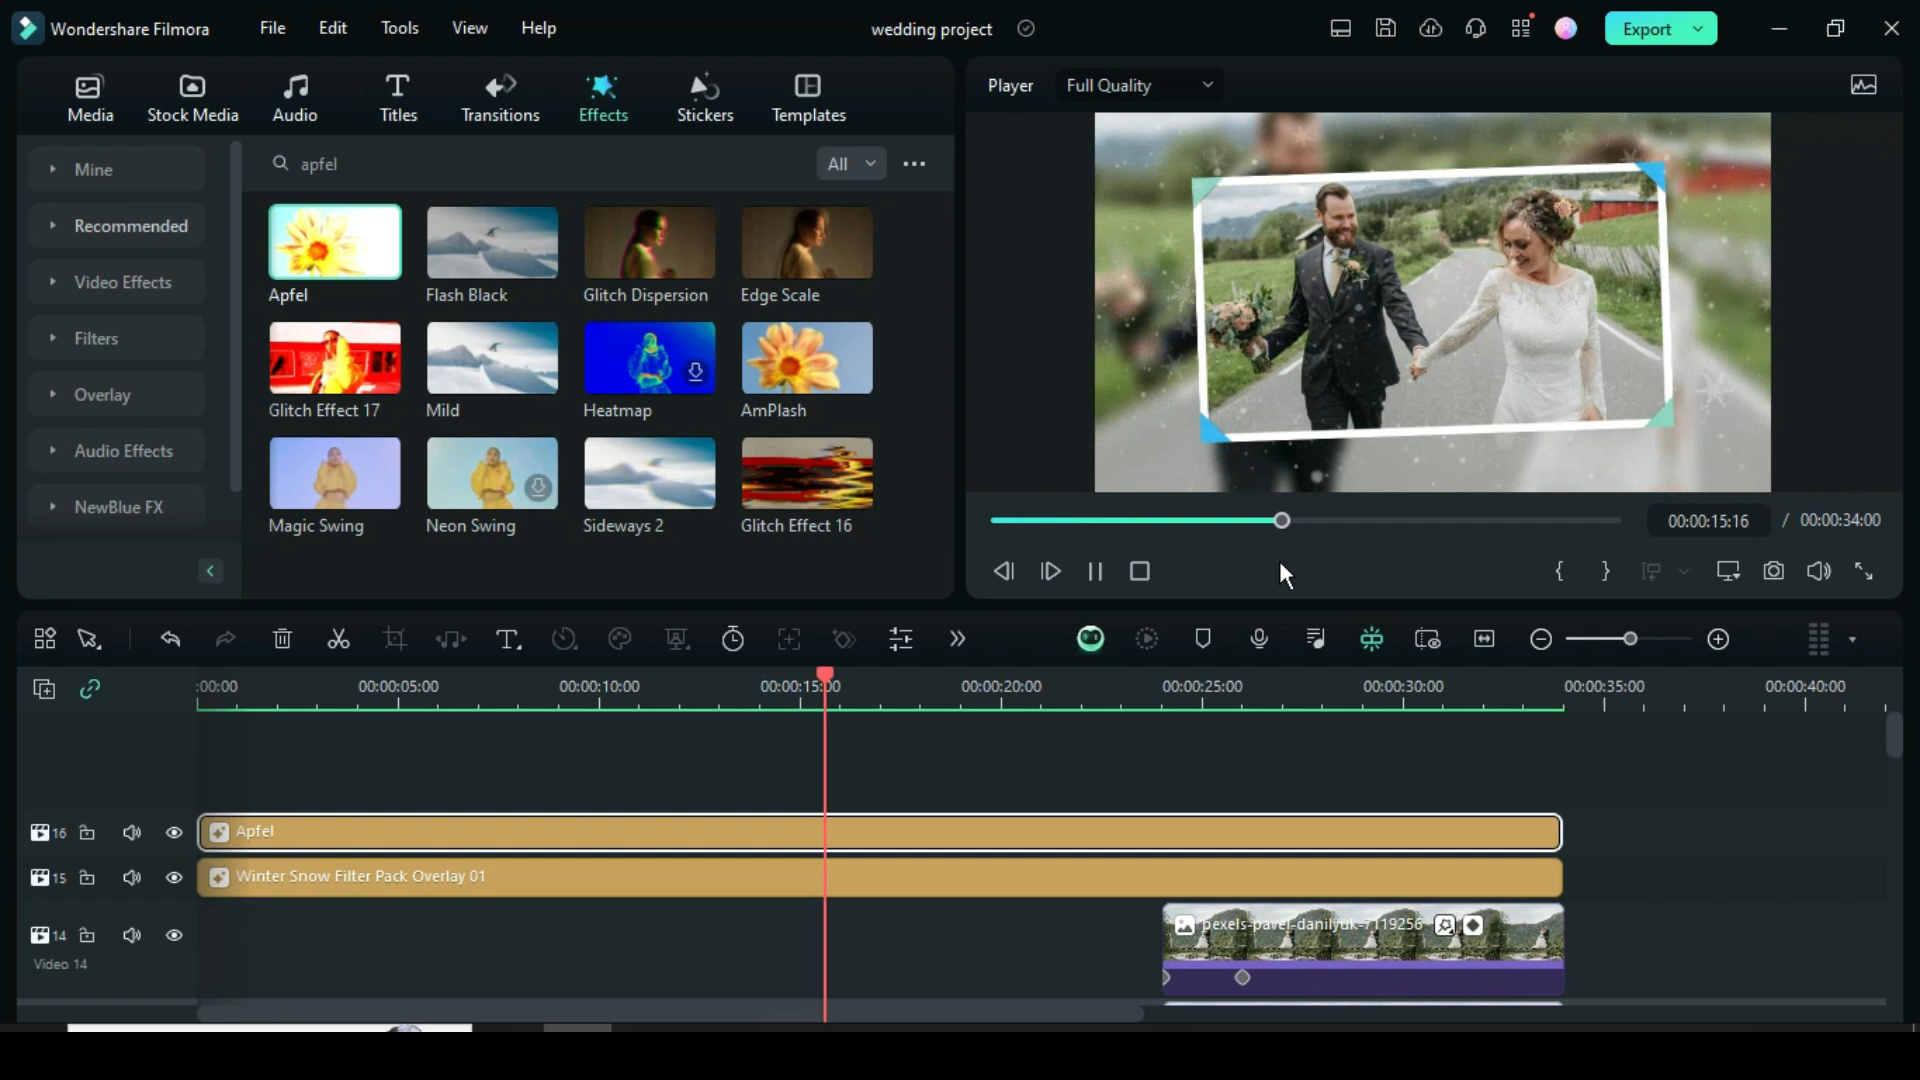 Wondershare Filmora
File
Edit
Tools
View
Help
wedding project
Export
Media
Stock Media
Audio
Titles
Transitions
Effects
Stickers
Templates
Player
Full Quality
Mine
Recommended
Video Effects
Filters
Overlay
Audio Effects
NewBlue FX
apfel
All
Apfel
Flash Black
Glitch Dispersion
Edge Scale
Glitch Effect 17
Mild
Heatmap
AmPlash
Magic Swing
Neon Swing
Sideways 2
Glitch Effect 16
00:00:15:16 / 00:00:34:00
:00:00
00:00:05:00
00:00:10:00
00:00:15:00
00:00:20:00
00:00:25:00
00:00:30:00
00:00:35:00
00:00:40:00
16
Apfel
15
Winter Snow Filter Pack Overlay 01
14
pexels-pavel-danilyuk-7119256
Video 14